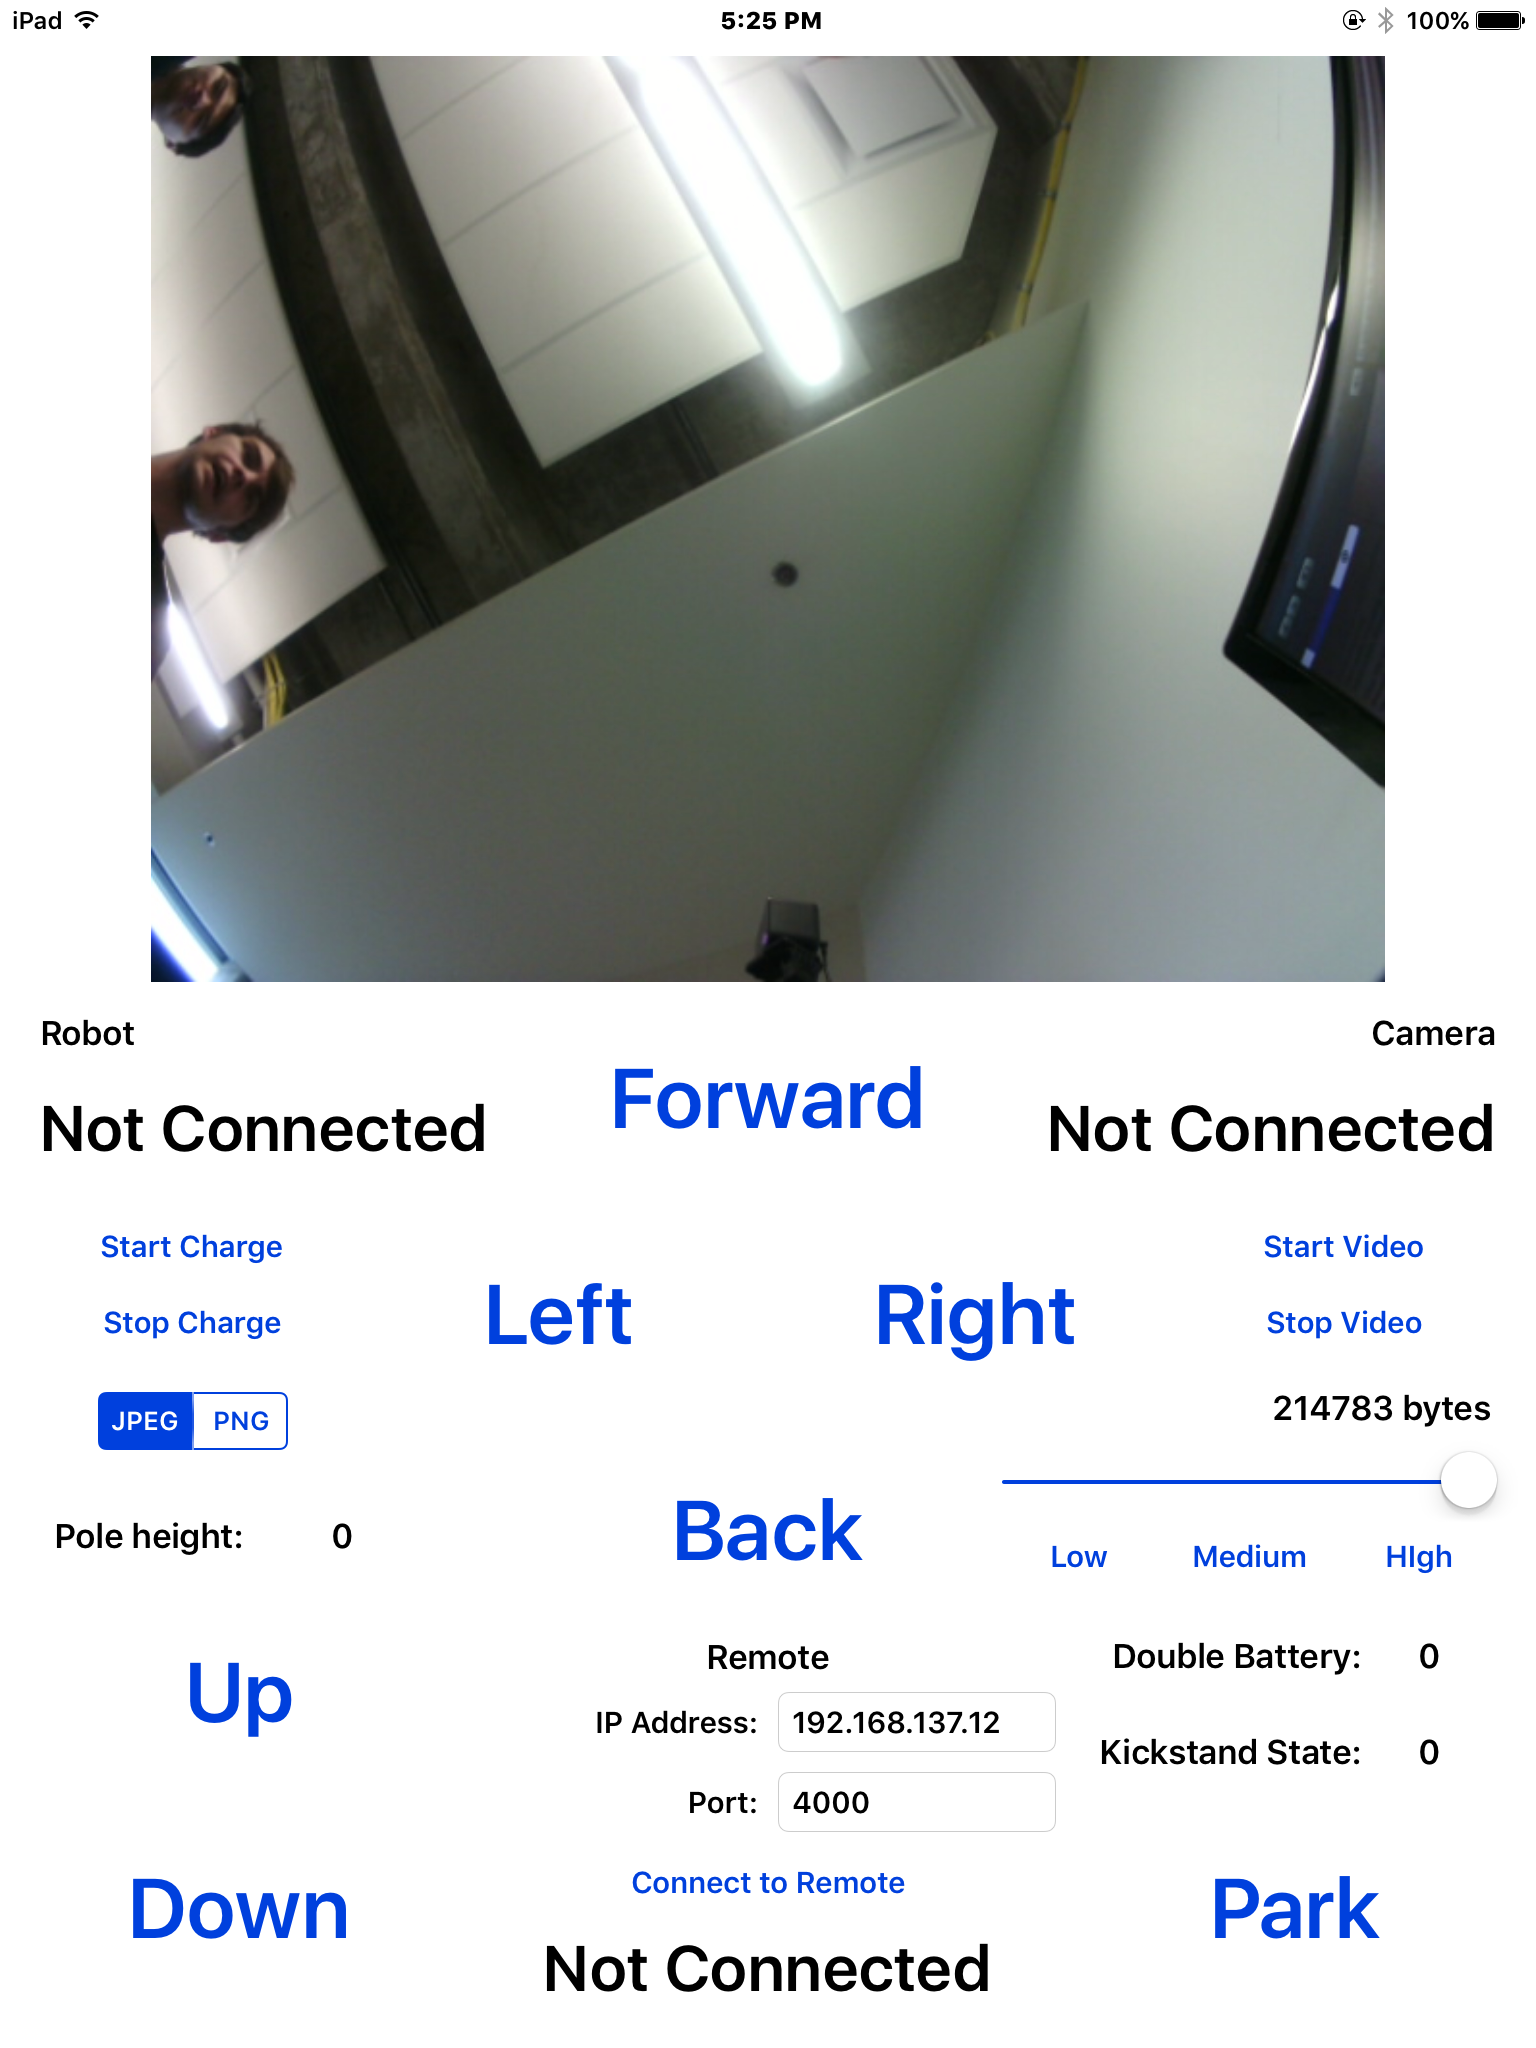 iPad 5:25 PM 100%
Robot Camera
Forward
Not Connected Not Connected
Start Charge Start Video
Left Right
Stop Charge Stop Video
214783 bytes
JPEG PNG
Back
Pole height: 0
Low Medium HIgh
Remote Double Battery: 0
Up
IP Address: 192.168.137.12
Kickstand State: 0
Port: 4000
Connect to Remote
Down Park
Not Connected